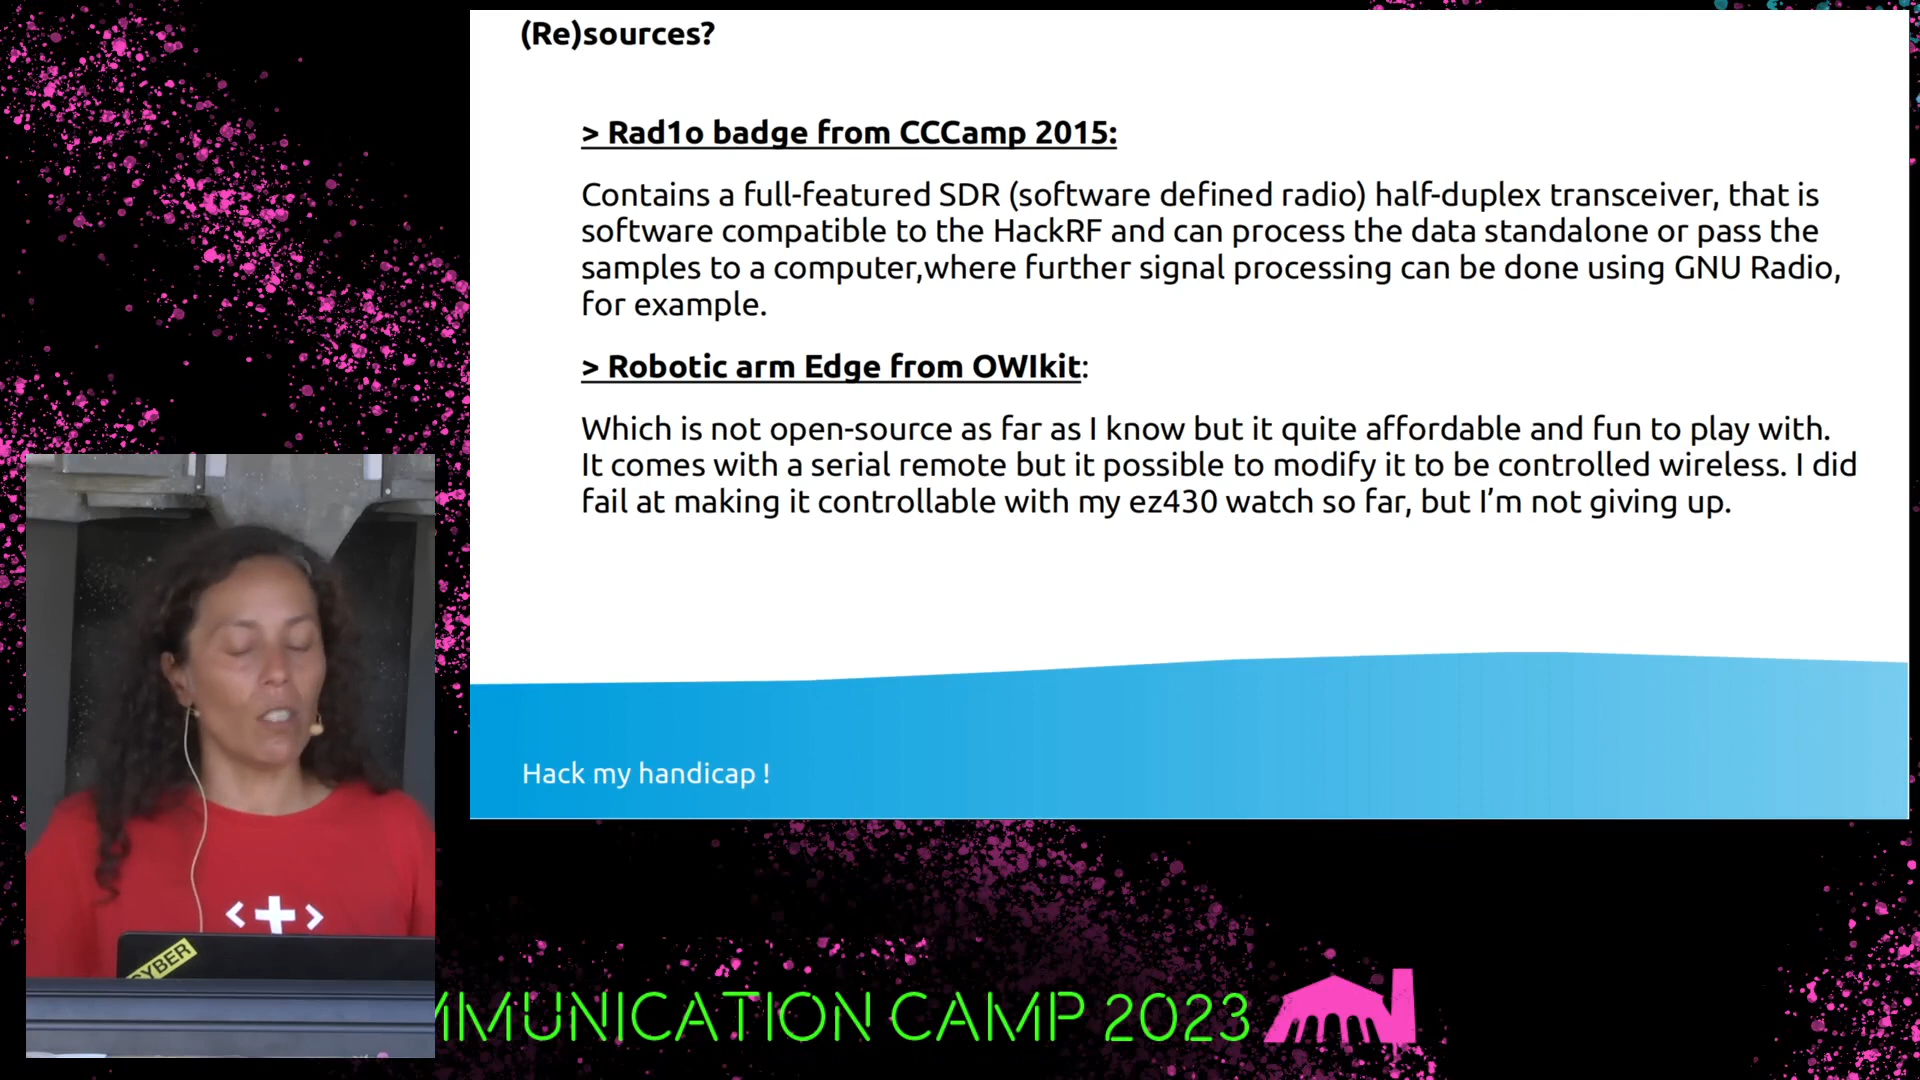 (Re)sources?
> Rad1o badge from CCCamp 2015:
Contains a full-featured SDR (software defined radio) half-duplex transceiver, that is
software compatible to the HackRF and can process the data standalone or pass the
samples to a computer,where further signal processing can be done using GNU Radio,
for example.
> Robotic arm Edge from OWIkit:
Which is not open-source as far as I know but it quite affordable and fun to play with.
It comes with a serial remote but it possible to modify it to be controlled wireless. I did
fail at making it controllable with my ez430 watch so far, but I’m not giving up.
Hack my handicap !
<+>
CYBER
MMUNICATION CAMP 2023